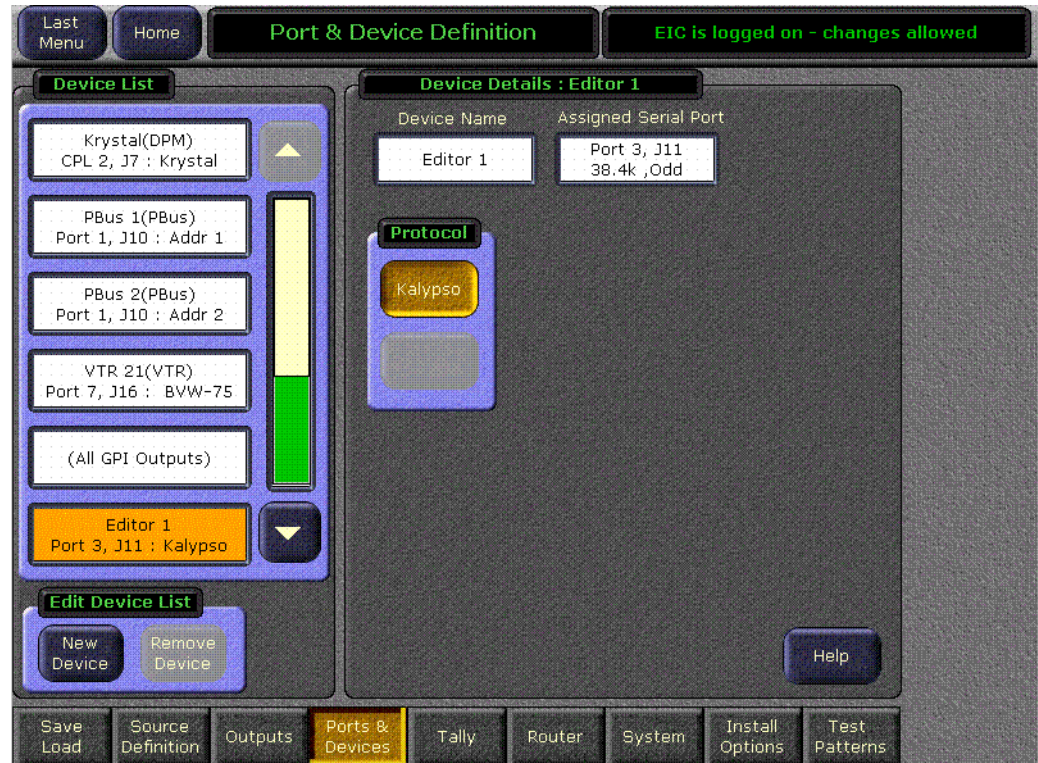 Last
Menu
Home
Port & Device Definition
EIC is logged on - changes allowed
Device List
Krystal(DPM)
CPL 2, J7 : Krystal
PBus 1(PBus)
Port 1, J10 : Addr 1
PBus 2(PBus)
Port 1, J10 : Addr 2
VTR 21(VTR)
Port 7, J16 : BVW-75
(All GPI Outputs)
Editor 1
Port 3, J11 : Kalypso
Edit Device List
New
Device
Remove
Device
Device Details : Editor 1
Device Name
Assigned Serial Port
Editor 1
Port 3, J11
38.4k ,Odd
Protocol
Kalypso
Help
Save
Load
Source
Definition
Outputs
Ports &
Devices
Tally
Router
System
Install
Options
Test
Patterns